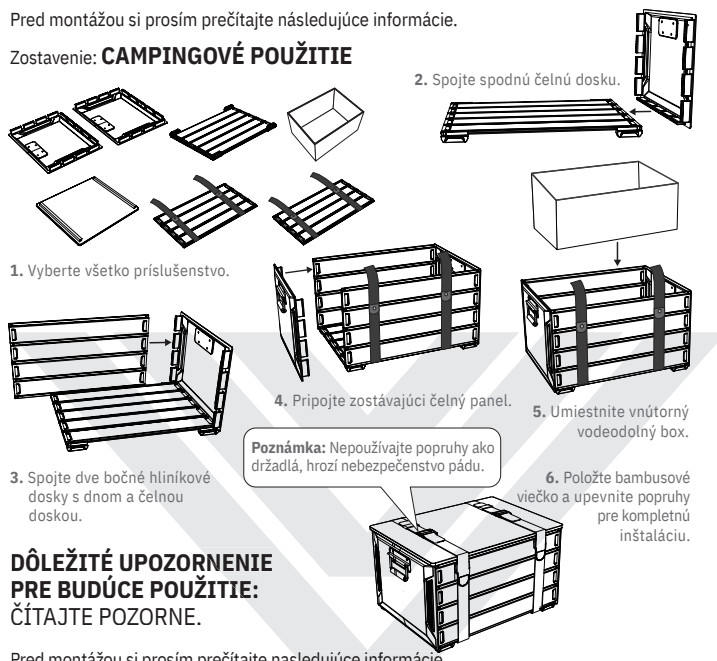 Pred montážou si prosím prečítajte následujúce informácie.
Zostavenie: CAMPINGOVÉ POUŽITIE
1. Vyberte všetko príslušenstvo.
2. Spojte spodnú čelnú dosku.
3. Spojte dve bočné hliníkové
dosky s dnom a čelnou
doskou.
4. Pripojte zostávajúci čelný panel.
5. Umiestnite vnútorný
vodeodolný box.
Poznámka: Nepoužívajte popruhy ako
držadlá, hrozí nebezpečenstvo pádu.
6. Položte bambusové
viečko a upevnite popruhy
pre kompletnú
inštaláciu.
DÔLEŽITÉ UPOZORNENIE
PRE BUDÚCE POUŽITIE:
ČÍTAJTE POZORNE.
Pred montážou si prosím prečítajte nasledujúce informácie